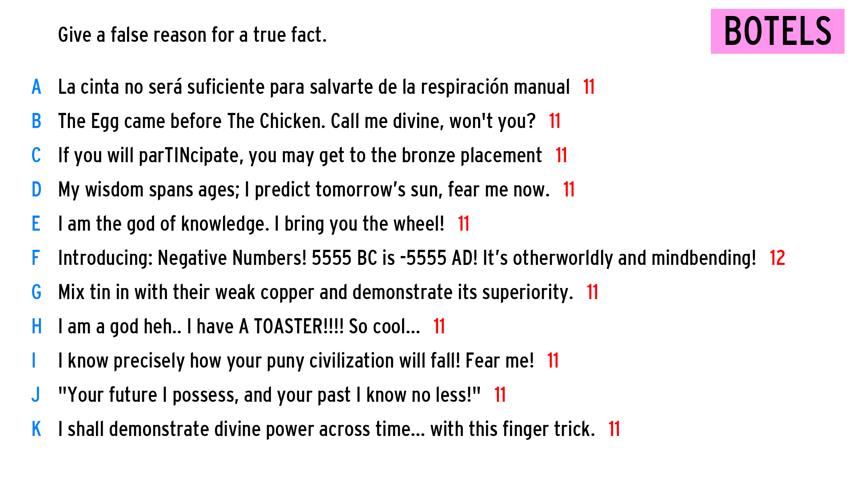 Give a false reason for a true fact.
BOTELS
A La cinta no será suficiente para salvarte de la respiración manual 11
B The Egg came before The Chicken. Call me divine, won't you? 11
C If you will parTINcipate, you may get to the bronze placement 11
D My wisdom spans ages; I predict tomorrow’s sun, fear me now. 11
E I am the god of knowledge. I bring you the wheel! 11
F Introducing: Negative Numbers! 5555 BC is -5555 AD! It’s otherworldly and mindbending! 12
G Mix tin in with their weak copper and demonstrate its superiority. 11
H I am a god heh.. I have A TOASTER!!!! So cool... 11
I I know precisely how your puny civilization will fall! Fear me! 11
J "Your future I possess, and your past I know no less!" 11
K I shall demonstrate divine power across time... with this finger trick. 11